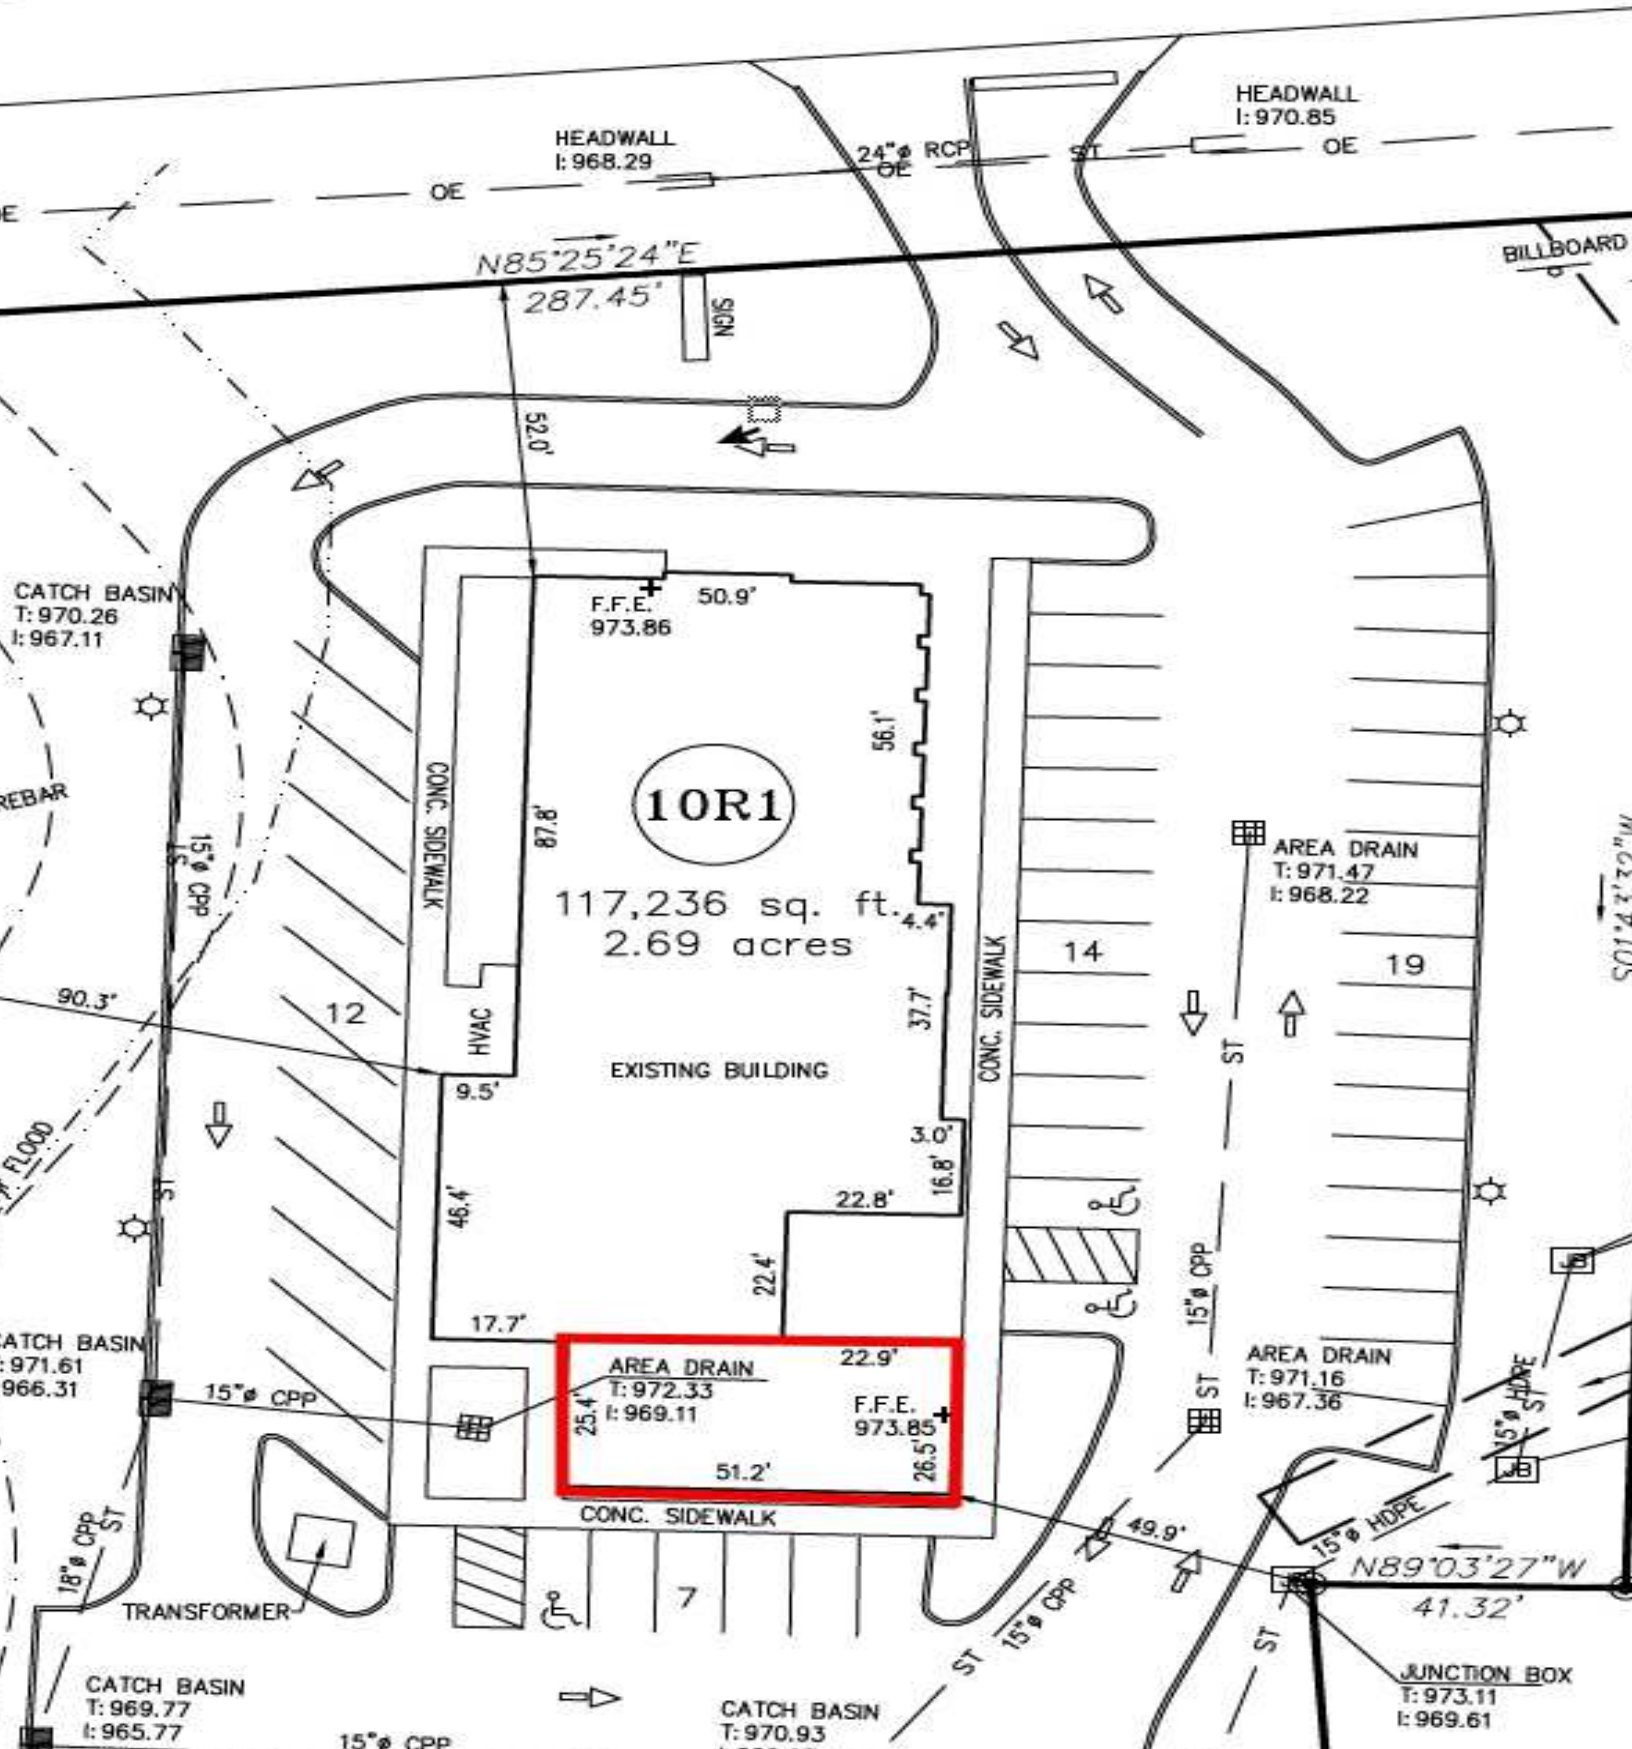 HEADWALL
I: 970.85
HEADWALL
I: 968.29
24"ø RCP
ST
OE
OE
OE
OE
N85°25'24"E
287.45'
SIGN
BILLBOARD
52.0'
CATCH BASIN
T: 970.26
I: 967.11
F.F.E.
973.86
50.9'
56.1'
REBAR
CONC. SIDEWALK
87.8'
10R1
15"ø CPP
ST
AREA DRAIN
T: 971.47
I: 968.22
117,236 sq. ft.
2.69 acres
4.4'
CONC. SIDEWALK
14
19
90.3'
12
HVAC
37.7'
ST
EXISTING BUILDING
9.5'
FLOOD
3.0'
16.8'
ST
46.4'
22.8'
22.4'
15"ø CPP
JB
17.7'
CATCH BASIN
: 971.61
966.31
15"ø CPP
22.9'
AREA DRAIN
T: 972.33
I: 969.11
25.4'
F.F.E.
973.85
26.5'
51.2'
AREA DRAIN
T: 971.16
I: 967.36
ST
15"ø HDPE
ST
JB
CONC. SIDEWALK
49.9'
15"ø HDPE
N89°03'27"W
41.32'
18"ø CPP
ST
TRANSFORMER
7
15"ø CPP
ST
ST
JUNCTION BOX
T: 973.11
I: 969.61
CATCH BASIN
T: 969.77
I: 965.77
CATCH BASIN
T: 970.93
15"ø CPP